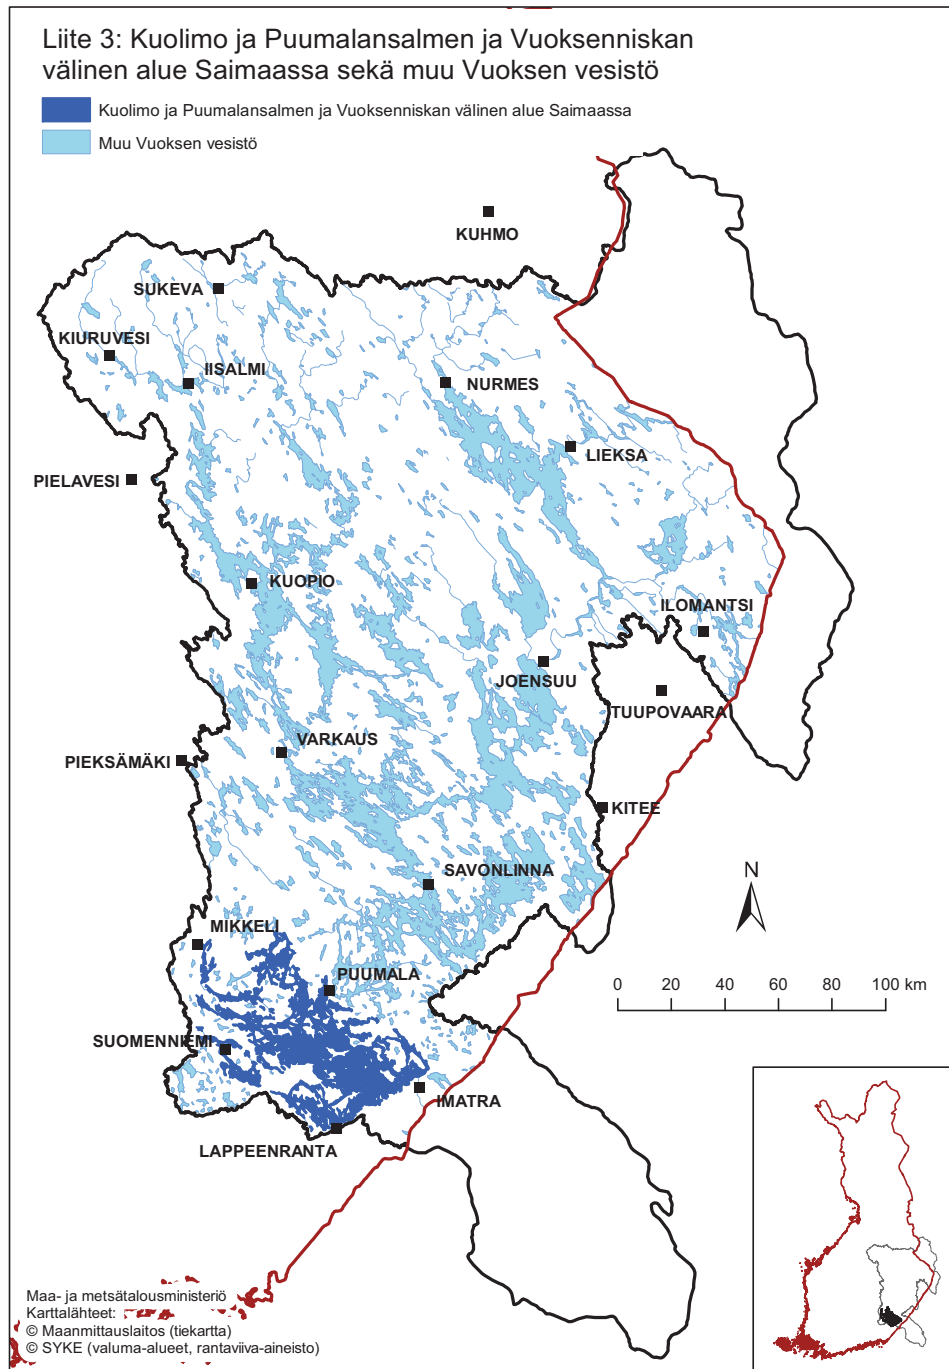 Liite 3: Kuolimo ja Puumalansalmen ja Vuoksenniskan
välinen alue Saimaassa sekä muu Vuoksen vesistö
Kuolimo ja Puumalansalmen ja Vuoksenniskan välinen alue Saimaassa
Muu Vuoksen vesistö
KUHMO
SUKEVA
KIURUVESI
IISALMI
NURMES
LIEKSA
PIELAVESI
KUOPIO
ILOMANTSI
JOENSUU
TUUPOVAARA
VARKAUS
PIEKSÄMÄKI
KITEE
SAVONLINNA
N
MIKKELI
PUUMALA
0 20 40 60 80 100 km
SUOMENNIEMI
IMATRA
LAPPEENRANTA
Maa- ja metsätalousministeriö
Karttalähteet:
© Maanmittauslaitos (tiekartta)
© SYKE (valuma-alueet, rantaviiva-aineisto)